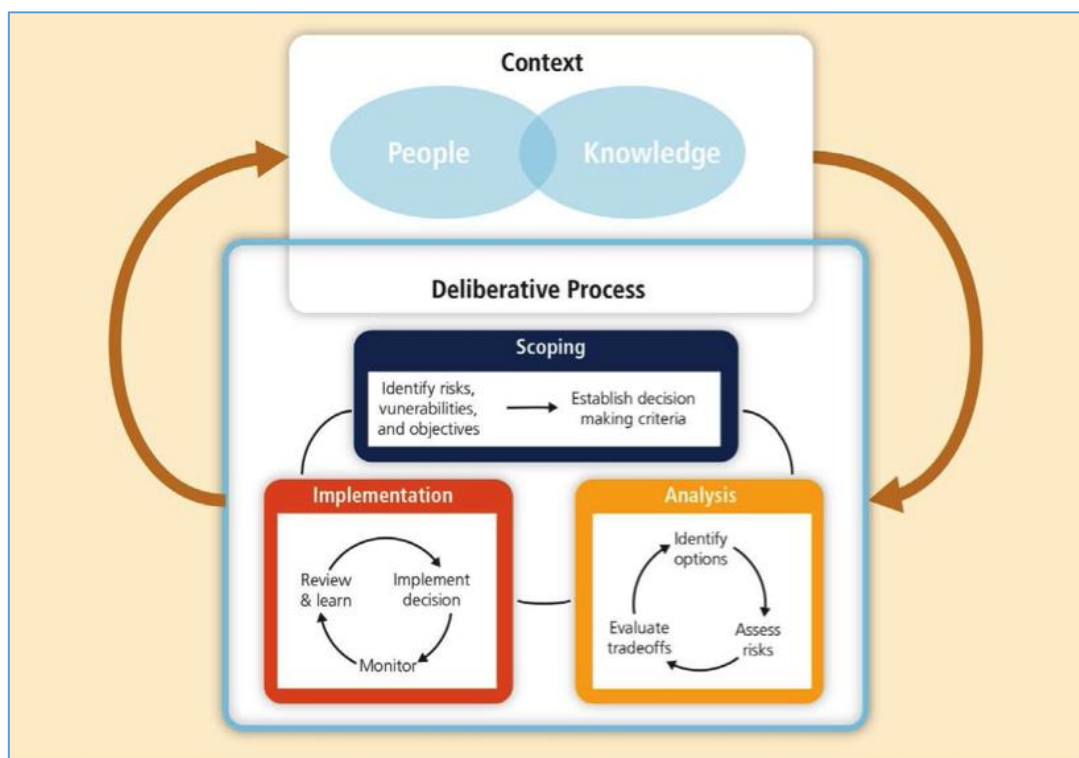 Context
People
Knowledge
Deliberative Process
Scoping
Identify risks,
vunerabilities,
and objectives
Establish decision
making criteria
Implementation
Review
& learn
Implement
decision
Monitor
Analysis
Identify
options
Assess
risks
Evaluate
tradeoffs